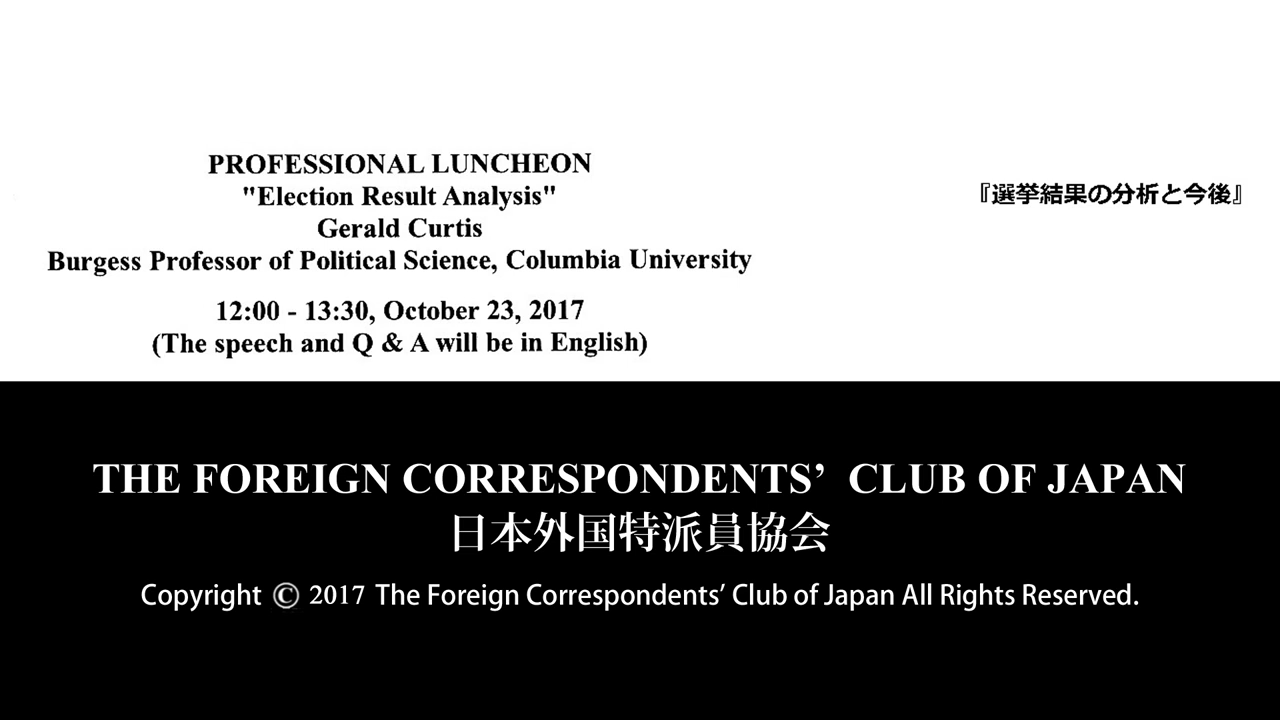 PROFESSIONAL LUNCHEON
"Election Result Analysis"
Gerald Curtis
Burgess Professor of Political Science, Columbia University
12:00 - 13:30, October 23, 2017
(The speech and Q & A will be in English)
『選挙結果の分析と今後』
THE FOREIGN CORRESPONDENTS’ CLUB OF JAPAN
日本外国特派員協会
Copyright © 2017 The Foreign Correspondents’ Club of Japan All Rights Reserved.